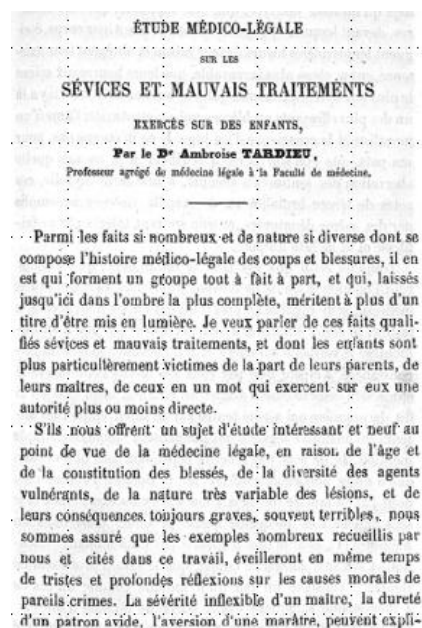 ÉTUDE MÉDICO-LÉGALE
SUR LES
SÉVICES ET MAUVAIS TRAITEMENTS
EXERCÉS SUR DES ENFANTS,
Par le Dr Ambroise TARDIEU,
Professeur agrégé de médecine légale à la Faculté de médecine.
Parmi les faits si nombreux et de nature si diverse dont se
compose l'histoire médico-légale des coups et blessures, il en
est qui forment un groupe tout à fait à part, et qui, laissés
jusqu'ici dans l'ombre la plus complète, méritent à plus d'un
titre d'être mis en lumière. Je veux parler de ces faits quali-
fiés sévices et mauvais traitements, et dont les enfants sont
plus particulièrement victimes de la part de leurs parents, de
leurs maîtres, de ceux en un mot qui exercent sur eux une
autorité plus ou moins directe.
S'ils nous offrent un sujet d'étude intéressant et neuf au
point de vue de la médecine légale, en raison de l'âge et
de la constitution des blessés, de la diversité des agents
vulnérants, de la nature très variable des lésions, et de
leurs conséquences toujours graves, souvent terribles, nous
sommes assuré que les exemples nombreux recueillis par
nous et cités dans ce travail, éveilleront en même temps
de tristes et profondes réflexions sur les causes morales de
pareils crimes. La sévérité inflexible d'un maître, la dureté
d'un patron avide, l'aversion d'une marâtre, peuvent expli-